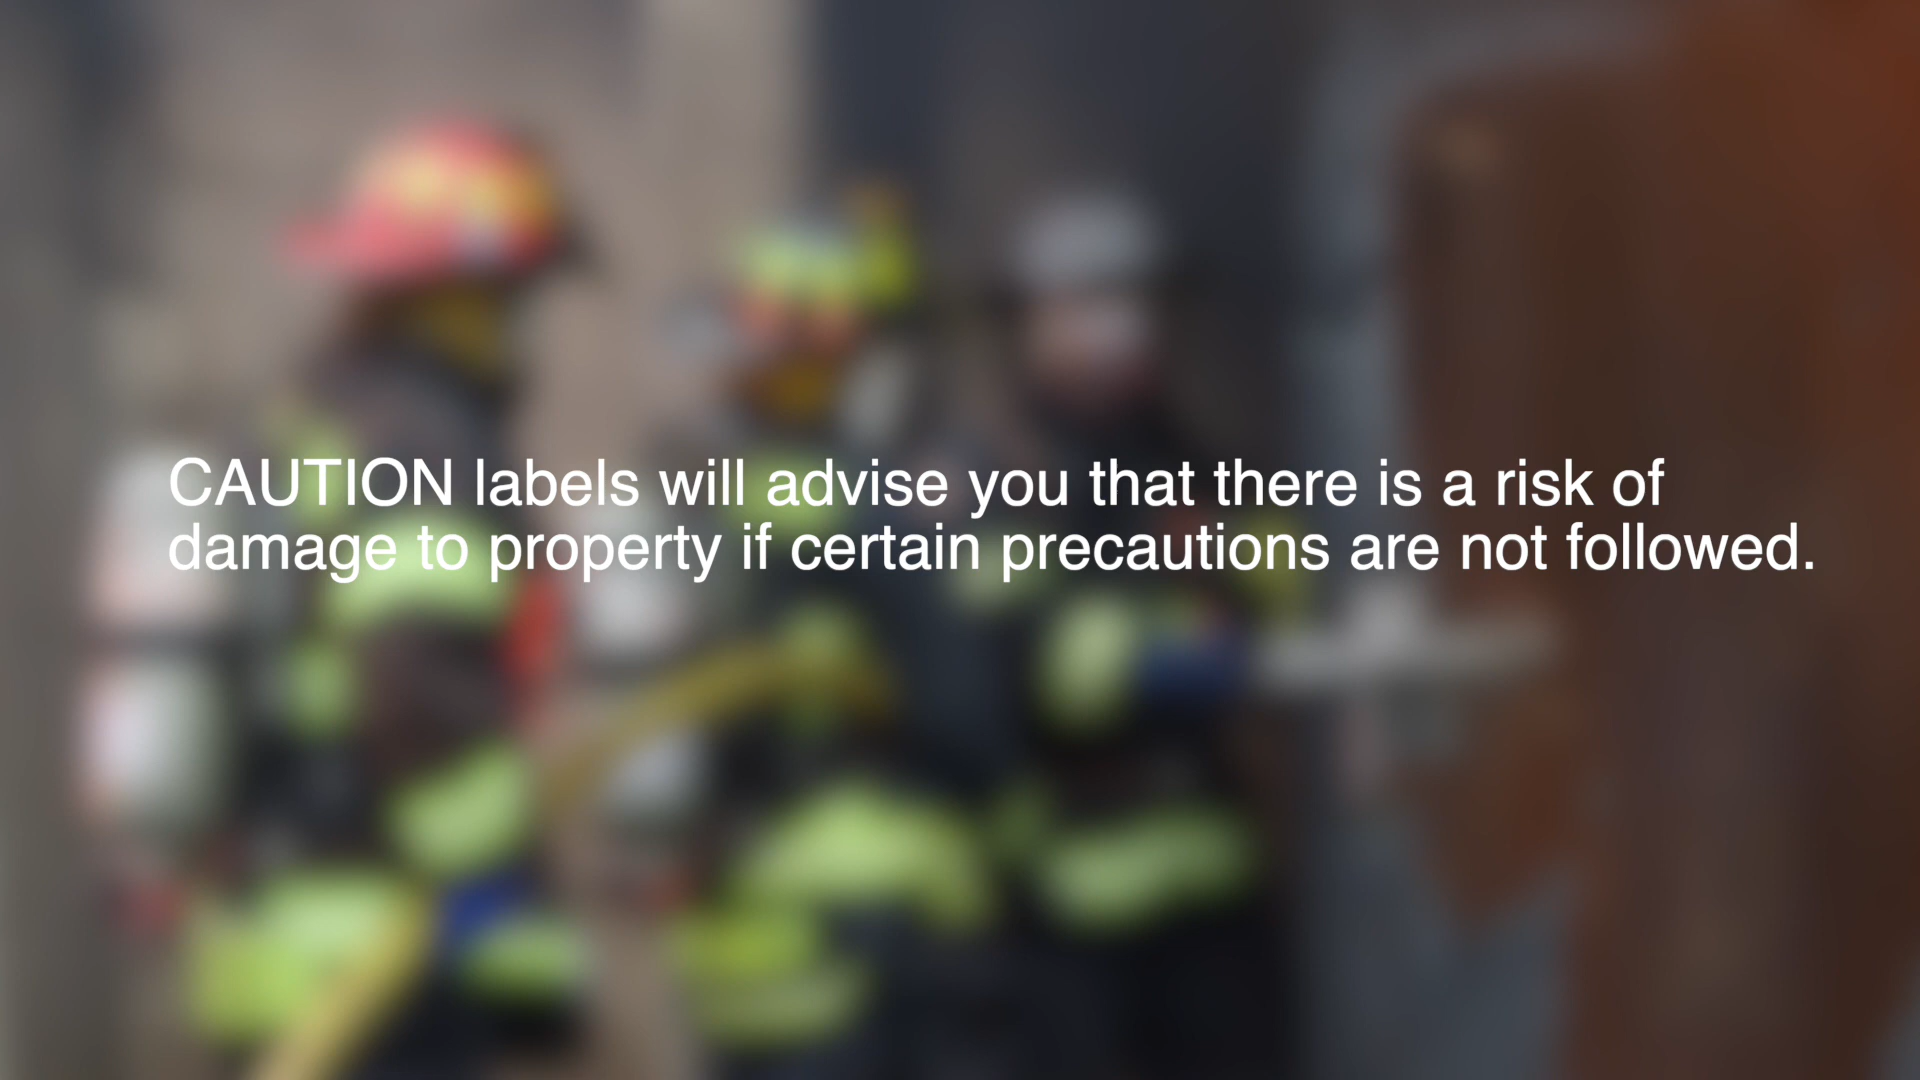 CAUTION labels will advise you that there is a risk of
damage to property if certain precautions are not followed.